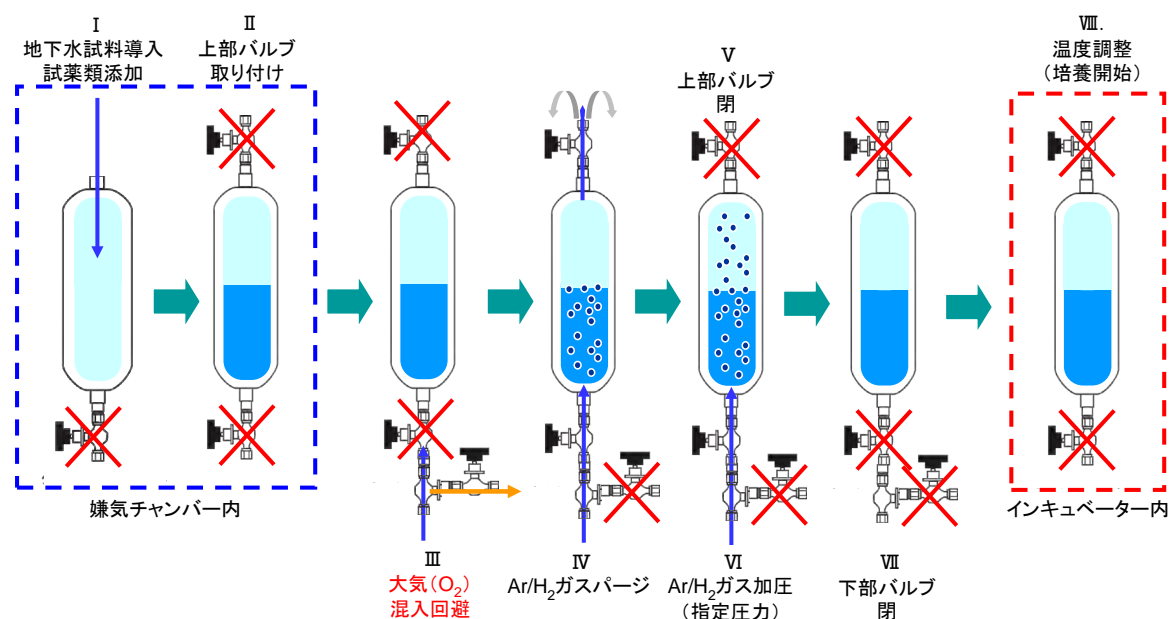 Ⅰ
地下水試料導入
試薬類添加
Ⅱ
上部バルブ
取り付け
Ⅴ
上部バルブ
閉
Ⅷ.
温度調整
（培養開始）
嫌気チャンバー内
インキュベーター内
Ⅲ
大気（O₂）
混入回避
Ⅳ
Ar/H₂ガスパージ
Ⅵ
Ar/H₂ガス加圧
（指定圧力）
Ⅶ
下部バルブ
閉